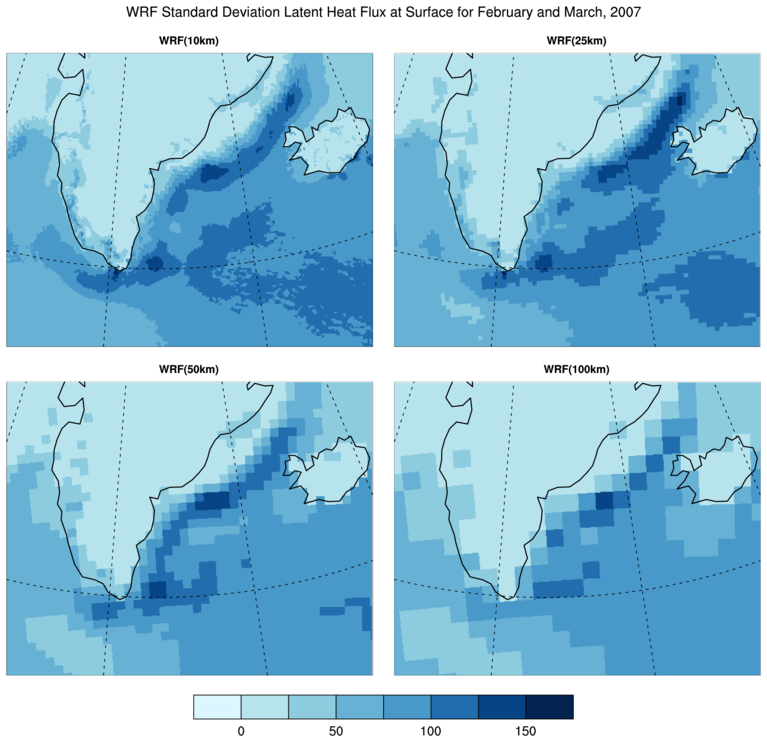 WRF Standard Deviation Latent Heat Flux at Surface for February and March, 2007
WRF(10km)
WRF(25km)
WRF(50km)
WRF(100km)
0 50 100 150